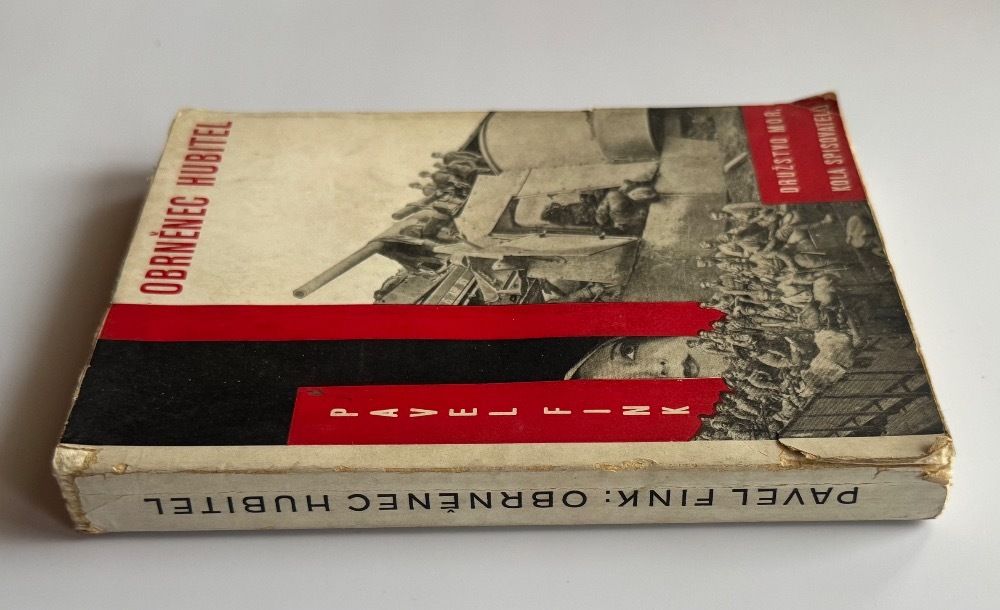 OBRNĚNEC HUBITEL
DRUŽSTVO MOR.
KOLA SPISOVATELŮ
PAVEL FINK
PAVEL FINK: OBRNĚNEC HUBITEL